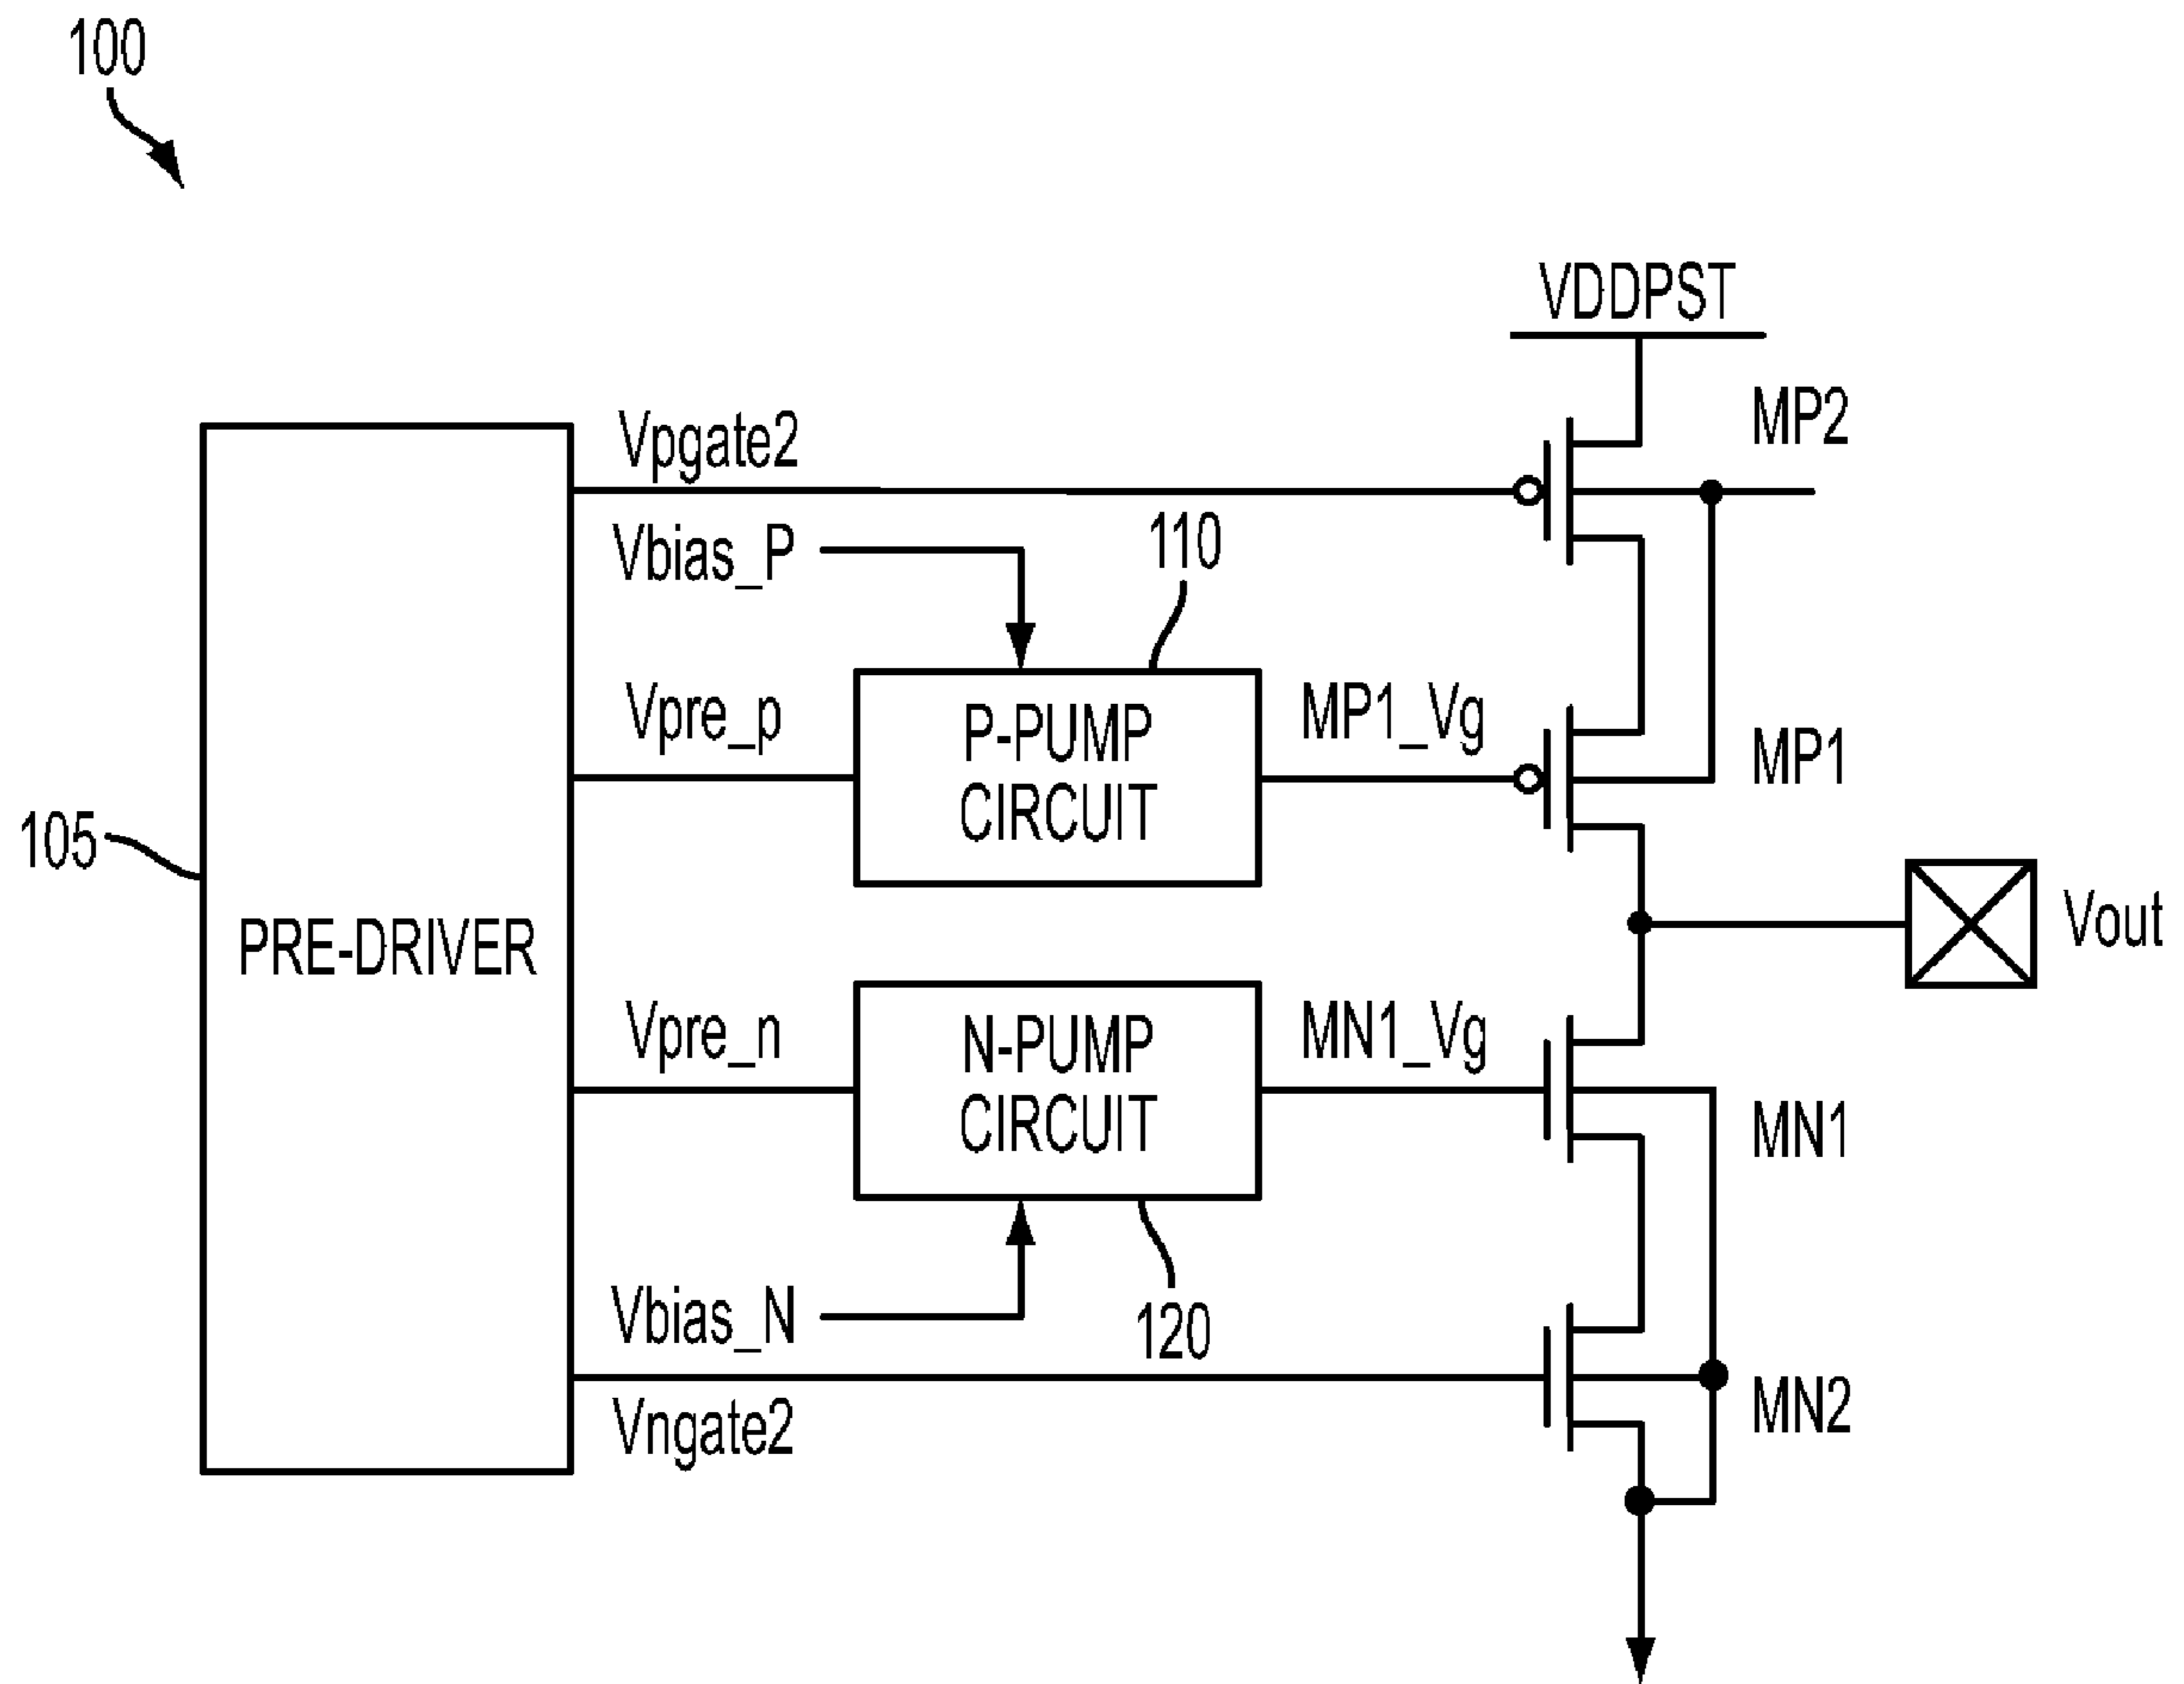 100
VDDPST
MP2
Vpgate2
Vbias_P
110
Vpre_p
P-PUMP
CIRCUIT
MP1_Vg
MP1
105
PRE-DRIVER
Vout
Vpre_n
N-PUMP
CIRCUIT
MN1_Vg
MN1
Vbias_N
120
Vngate2
MN2